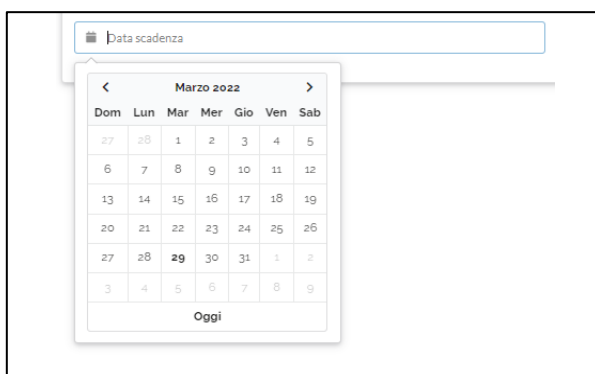 Data scadenza
Marzo 2022
Dom Lun Mar Mer Gio Ven Sab
27 28 1 2 3 4 5
6 7 8 9 10 11 12
13 14 15 16 17 18 19
20 21 22 23 24 25 26
27 28 29 30 31 1 2
3 4 5 6 7 8 9
Oggi